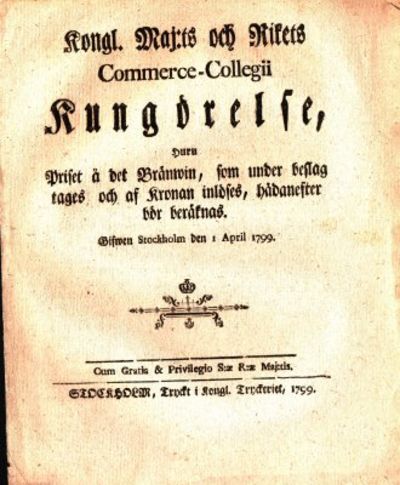 Kongl. Maj:ts och Rikets
Commerce-Collegii
Kungörelse,
Huru
Priset å det Bränwin, som under beslag
tages och af Kronan inlöses, hädanefter
bör beräknas.
Gifwen Stockholm den 1 April 1799.
Cum Gratia & Privilegio S:æ R:æ Maj:tis.
STOCKHOLM, Tryckt i Kongl. Tryckeriet, 1799.